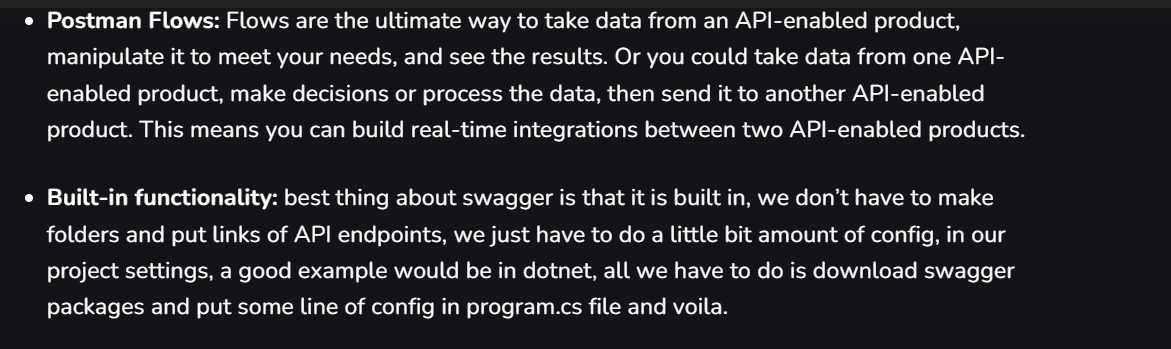 • Postman Flows: Flows are the ultimate way to take data from an API-enabled product,
manipulate it to meet your needs, and see the results. Or you could take data from one API-
enabled product, make decisions or process the data, then send it to another API-enabled
product. This means you can build real-time integrations between two API-enabled products.
• Built-in functionality: best thing about swagger is that it is built in, we don’t have to make
folders and put links of API endpoints, we just have to do a little bit amount of config, in our
project settings, a good example would be in dotnet, all we have to do is download swagger
packages and put some line of config in program.cs file and voila.